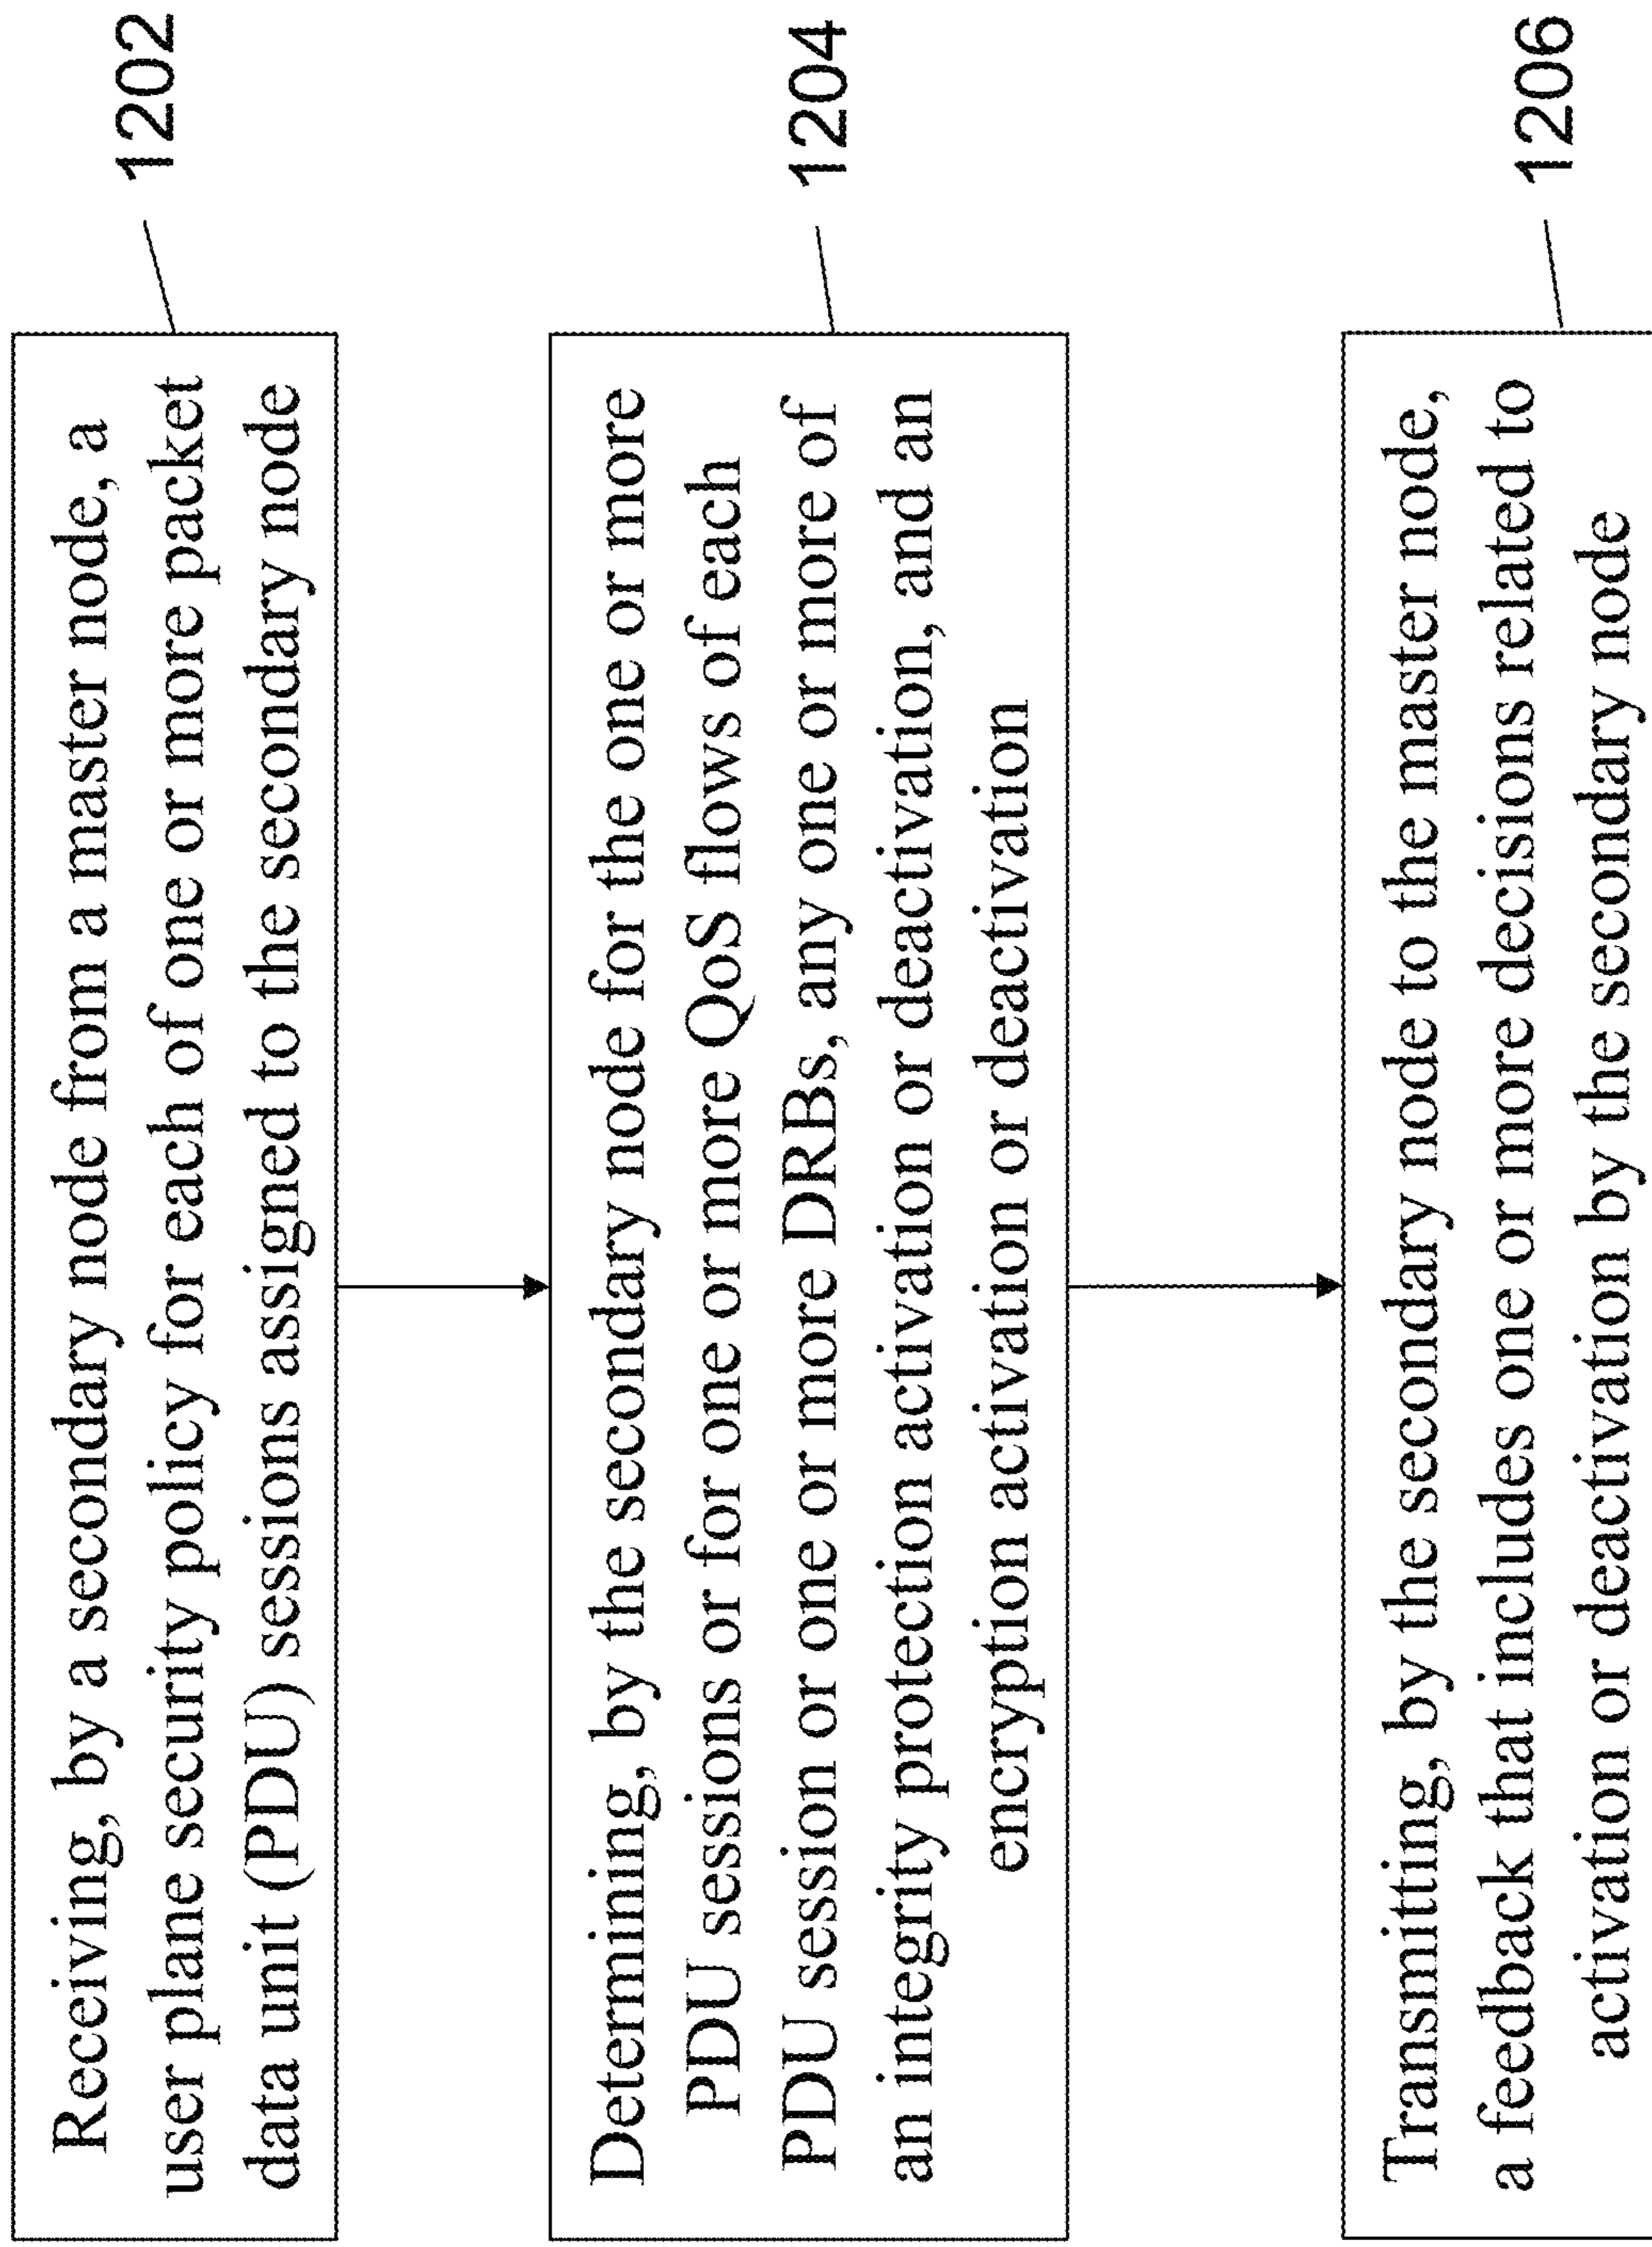 Receiving, by a secondary node from a master node, a
user plane security policy for each of one or more packet
data unit (PDU) sessions assigned to the secondary node
1202
Determining, by the secondary node for the one or more
PDU sessions or for one or more QoS flows of each
PDU session or one or more DRBs, any one or more of
an integrity protection activation or deactivation, and an
encryption activation or deactivation
1204
Transmitting, by the secondary node to the master node,
a feedback that includes one or more decisions related to
activation or deactivation by the secondary node
1206